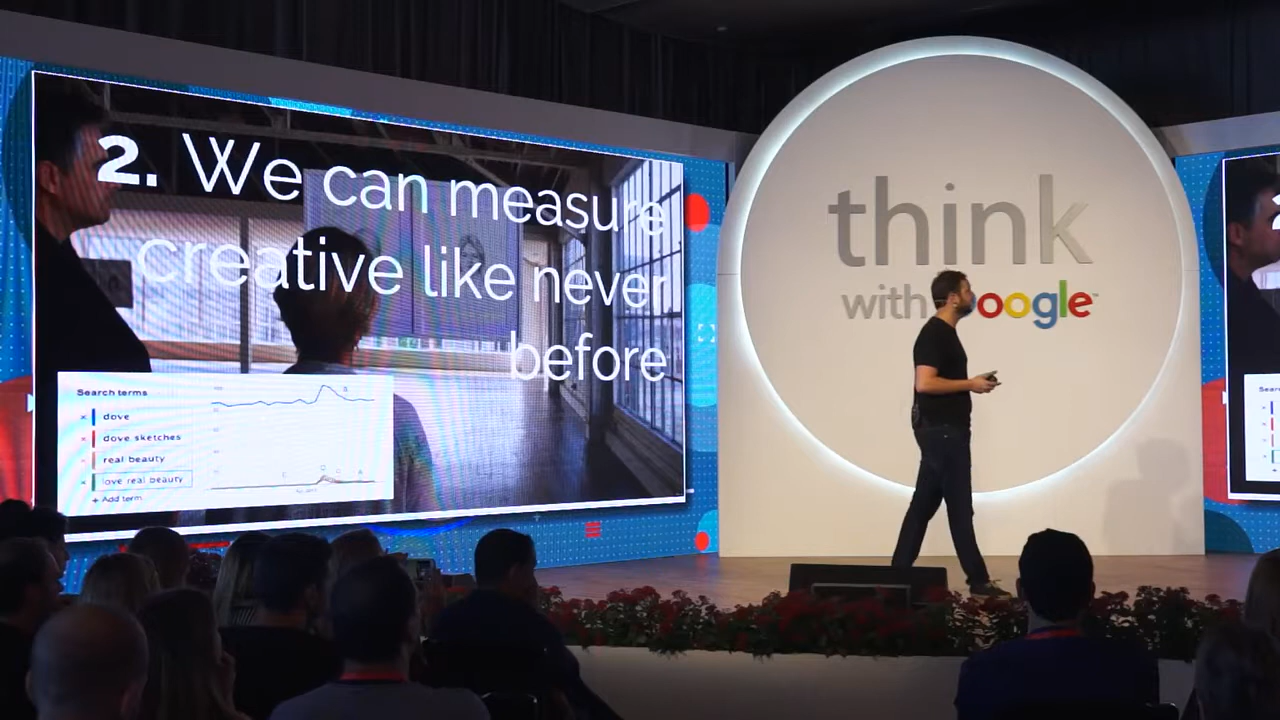 2. We can measure
creative like never
before
Search terms
× dove
× dove sketches
× real beauty
× love real beauty
+ Add term
think
with Google